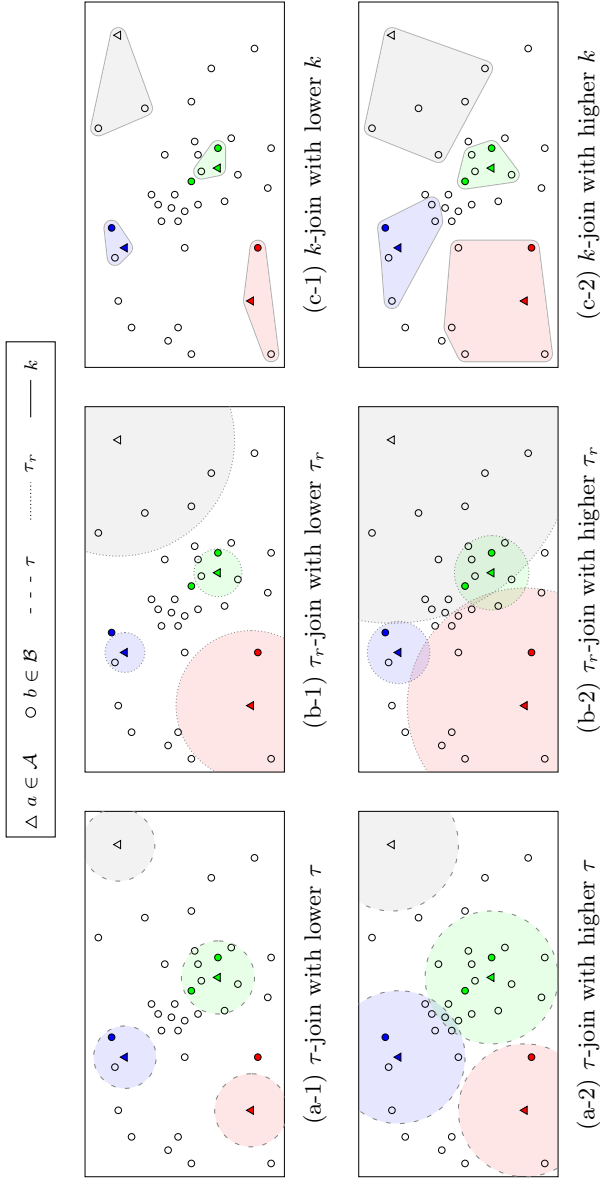 a ∈ 𝒜 b ∈ ℬ τ τ_r k
(a-1) τ-join with lower τ
(b-1) τ_r-join with lower τ_r
(c-1) k-join with lower k
(a-2) τ-join with higher τ
(b-2) τ_r-join with higher τ_r
(c-2) k-join with higher k